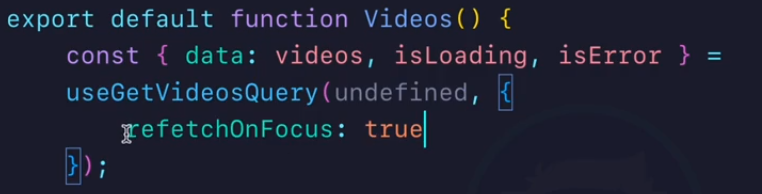 export default function Videos() {
const { data: videos, isLoading, isError } =
useGetVideosQuery(undefined, {
refetchOnFocus: true
});